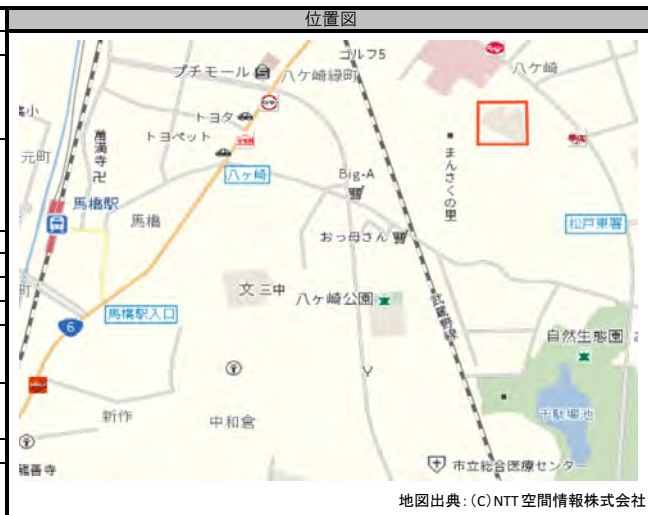 位置図
ゴルフ5
プチモール
八ケ崎緑町
八ケ崎
トヨタ
トヨペット
元町
萬満寺
八ヶ崎
Big-A
まんさくの里
馬橋駅
馬橋
おっ母さん
松戸東署
文 三中
八ヶ崎公園
武蔵野線
馬橋駅入口
6
自然生態園
新作
中和倉
千駄堀池
市立総合医療センター
地図出典:(C)NTT空間情報株式会社